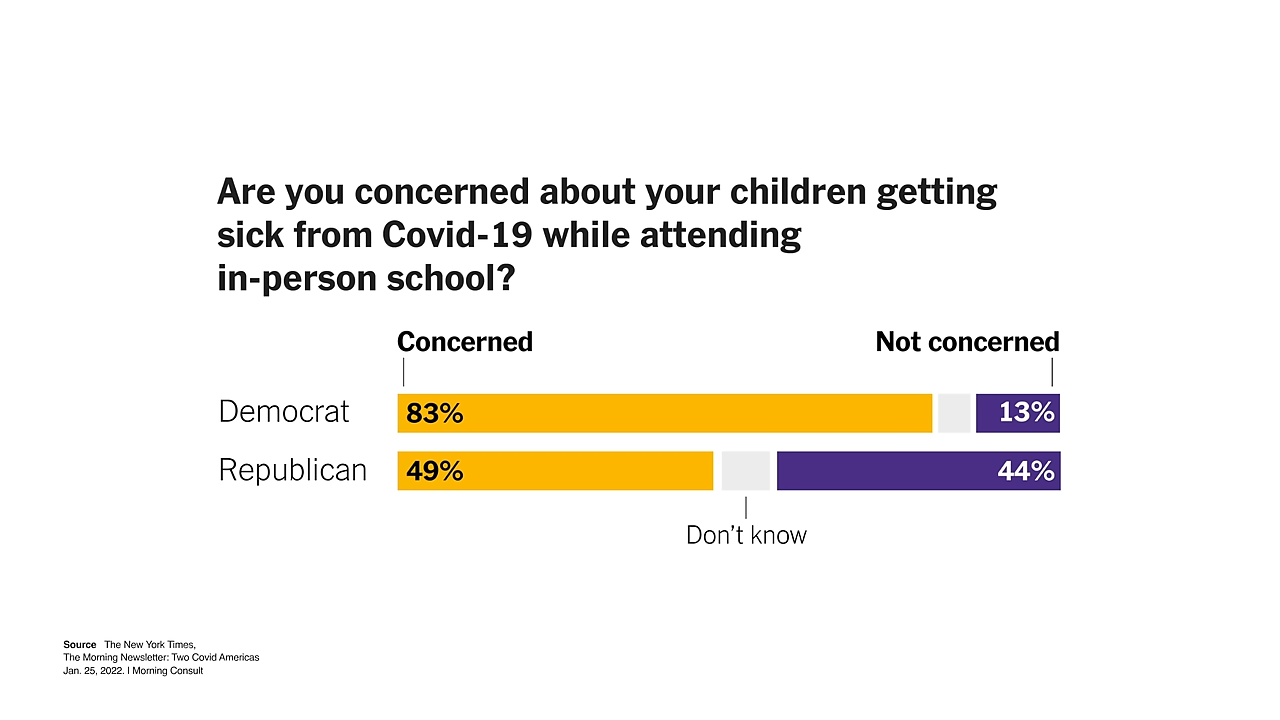 Are you concerned about your children getting
sick from Covid-19 while attending
in-person school?
Concerned
Not concerned
Democrat
83%
13%
Republican
49%
44%
Don’t know
Source The New York Times,
The Morning Newsletter: Two Covid Americas
Jan. 25, 2022. | Morning Consult